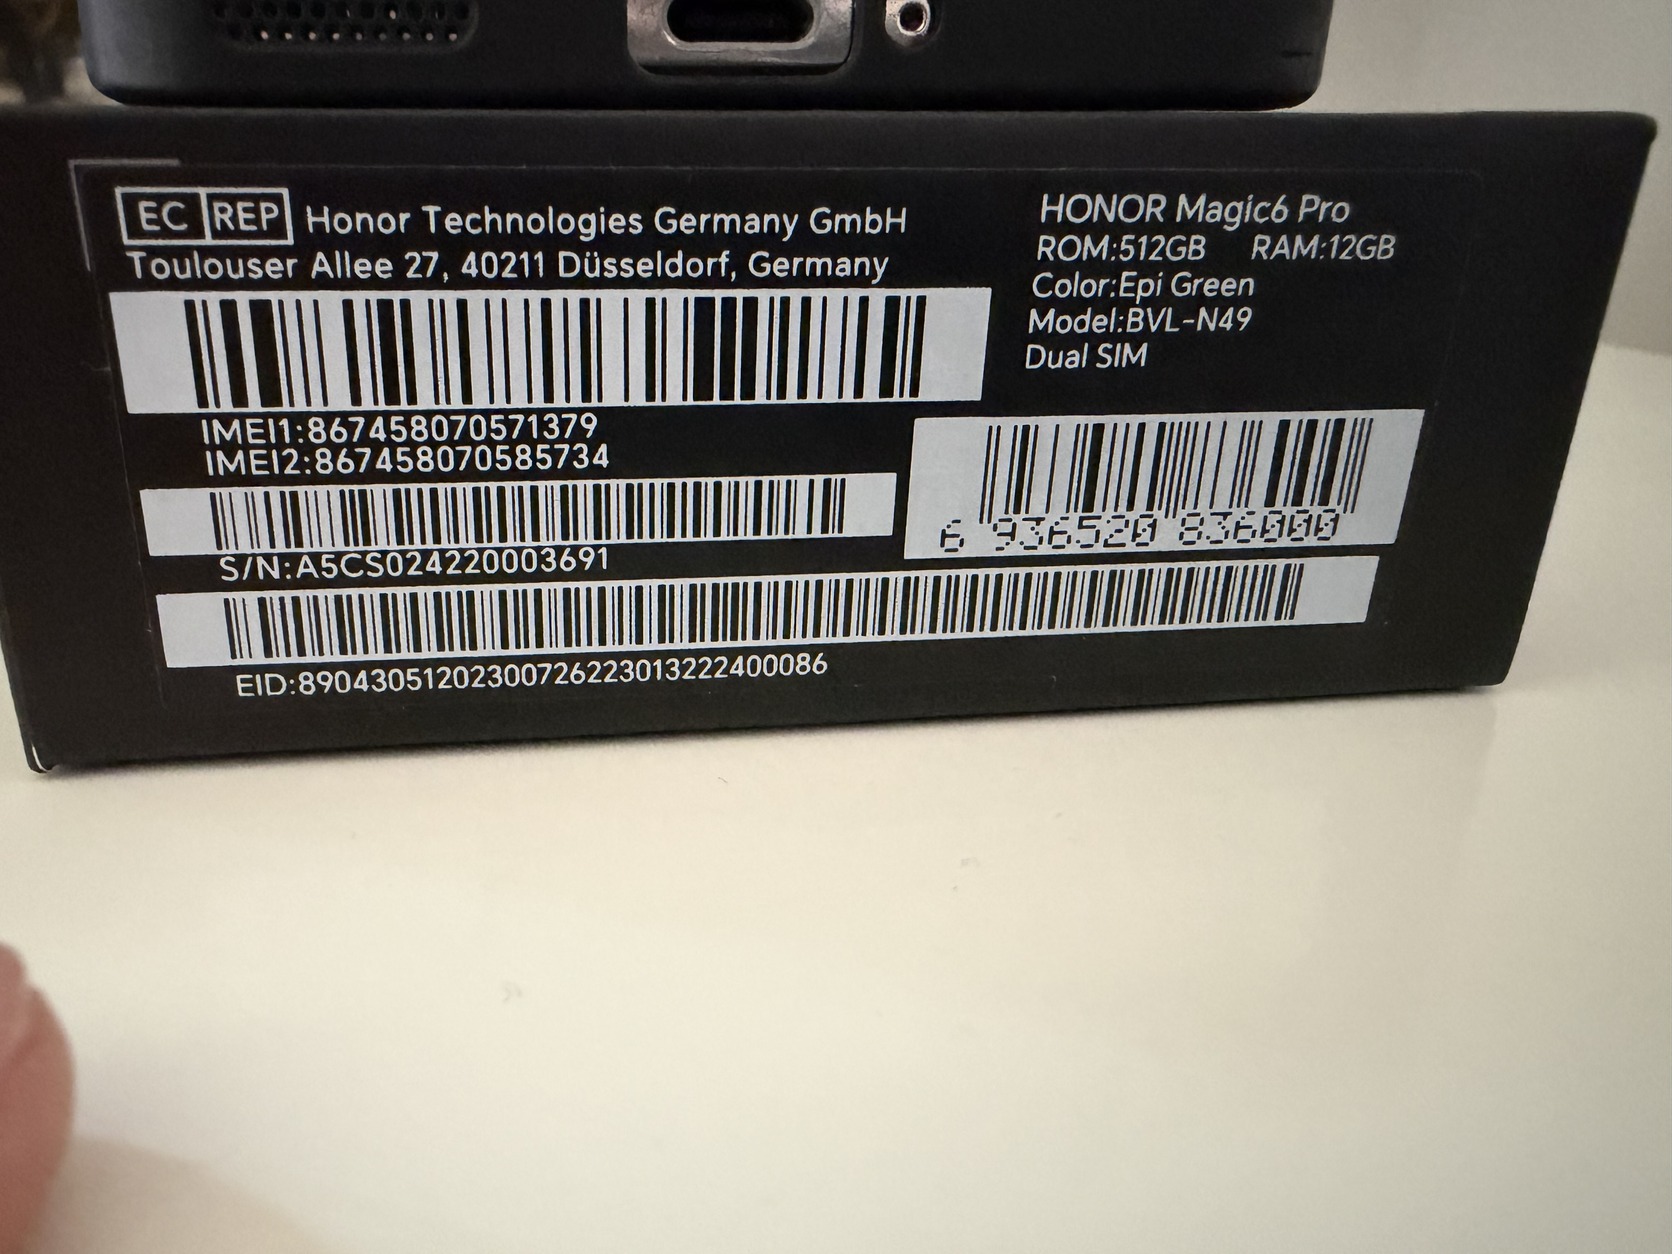 EC REP Honor Technologies Germany GmbH
Toulouser Allee 27, 40211 Düsseldorf, Germany
IMEI1:867458070571379
IMEI2:867458070585734
S/N:A5CS024220003691
EID:89043051202300726223013222400086
HONOR Magic6 Pro
ROM:512GB RAM:12GB
Color:Epi Green
Model:BVL-N49
Dual SIM
6 936520 836000